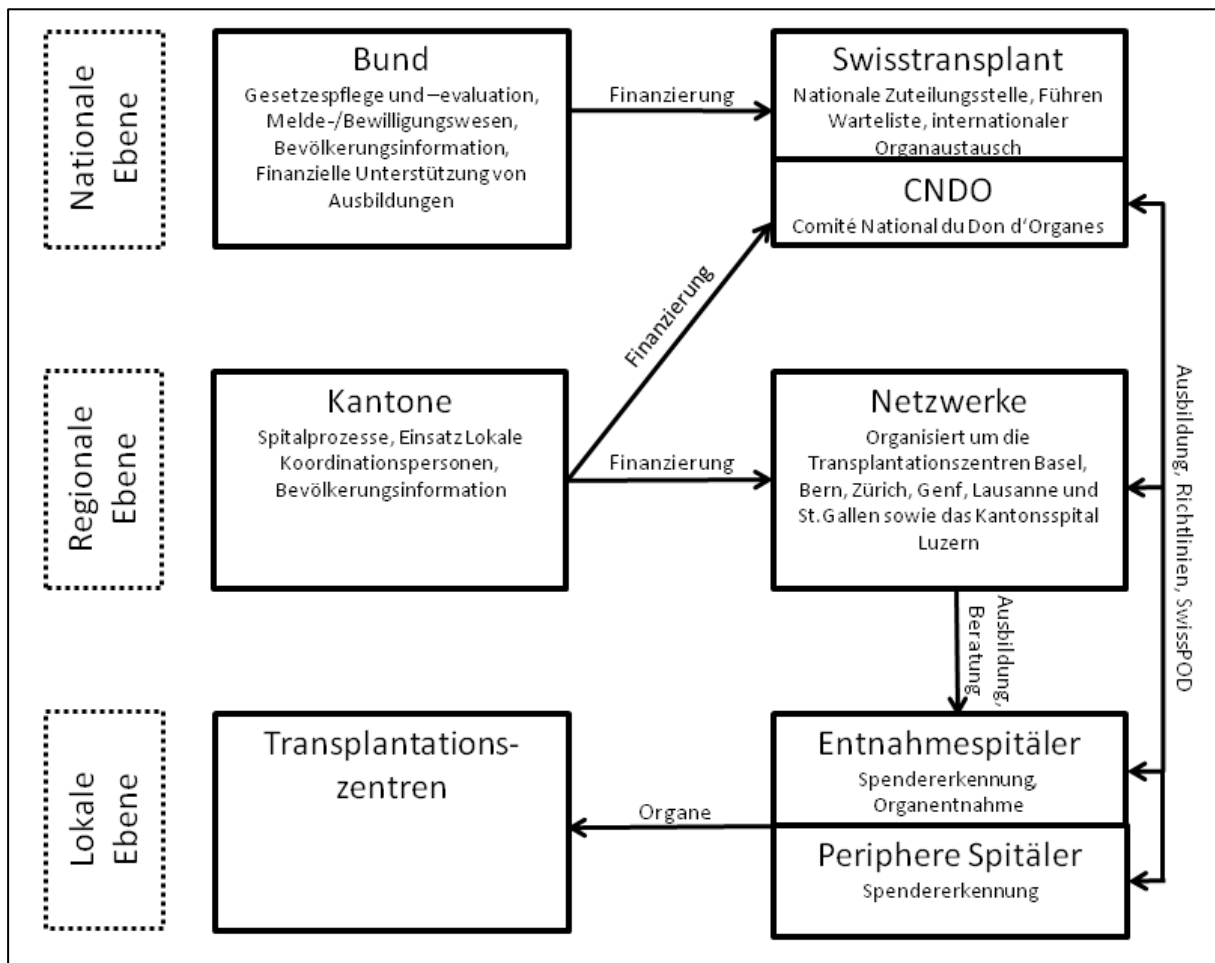 Nationale
Ebene
Bund
Gesetzespflege und –evaluation,
Melde-/Bewilligungswesen,
Bevölkerungsinformation,
Finanzielle Unterstützung von
Ausbildungen
Finanzierung
Swisstransplant
Nationale Zuteilungsstelle, Führen
Warteliste, internationaler
Organaustausch
CNDO
Comité National du Don d'Organes
Finanzierung
Regionale
Ebene
Kantone
Spitalprozesse, Einsatz Lokale
Koordinationspersonen,
Bevölkerungsinformation
Finanzierung
Netzwerke
Organisiert um die
Transplantationszentren Basel,
Bern, Zürich, Genf, Lausanne und
St.Gallen sowie das Kantonsspital
Luzern
Ausbildung, Richtlinien, SwissPOD
Ausbildung,
Beratung
Lokale
Ebene
Transplantations-
zentren
Organe
Entnahmespitäler
Spendererkennung,
Organentnahme
Periphere Spitäler
Spendererkennung